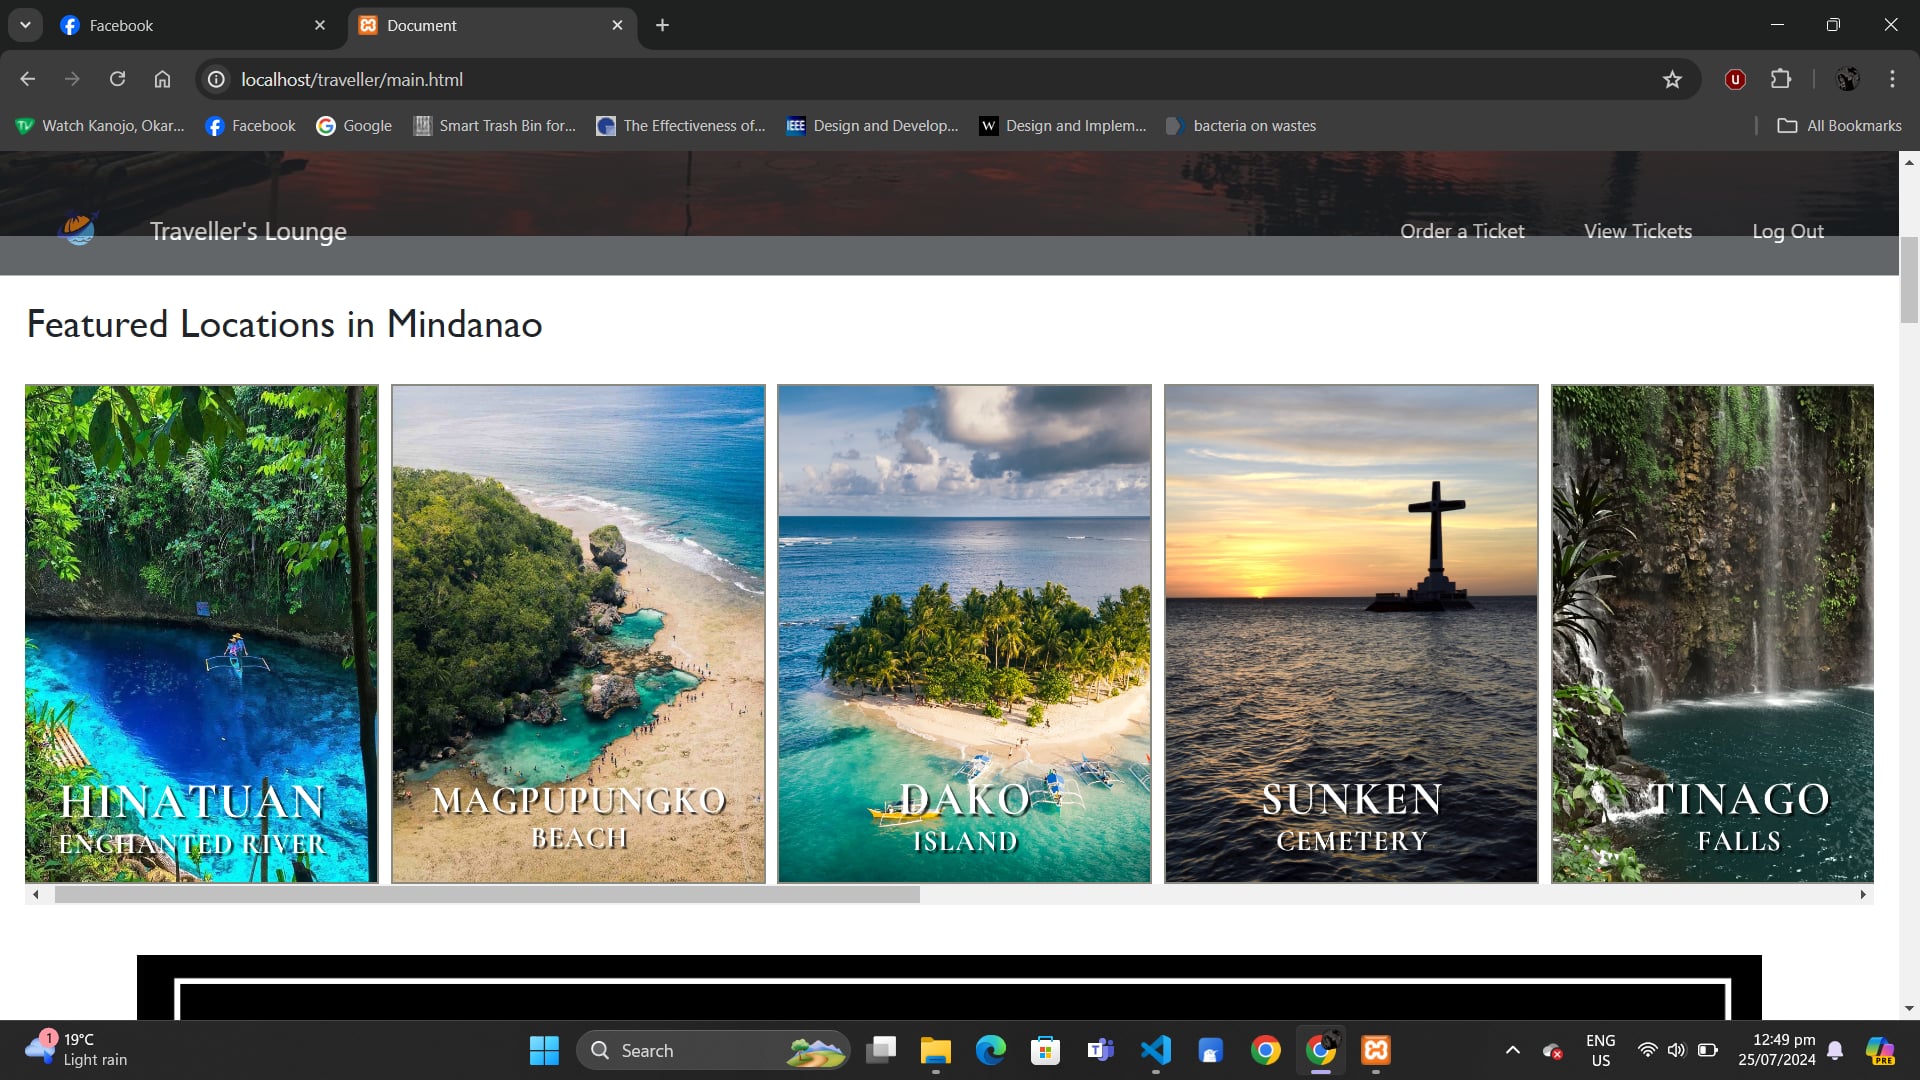 Facebook
Document
localhost/traveller/main.html
Watch Kanojo, Okar...
Facebook
Google
Smart Trash Bin for...
The Effectiveness of...
IEEE
Design and Develop...
W
Design and Implem...
bacteria on wastes
All Bookmarks
Traveller's Lounge
Order a Ticket
View Tickets
Log Out
Featured Locations in Mindanao
HINATUAN
ENCHANTED RIVER
MAGPUPUNGKO
BEACH
DAKO
ISLAND
SUNKEN
CEMETERY
TINAGO
FALLS
1
19°C
Light rain
Search
ENG
US
12:49 pm
25/07/2024
PRE